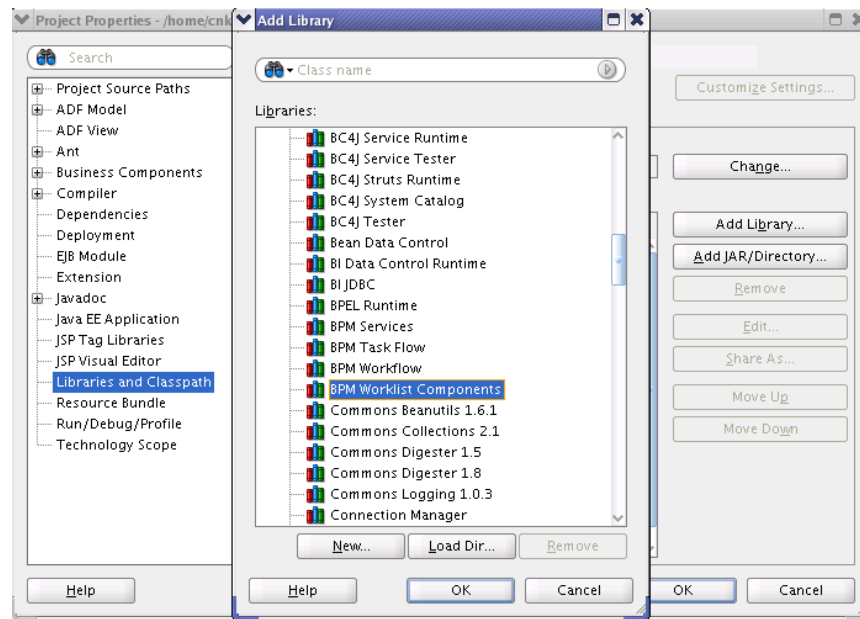 Project Properties - /home/cnk
Search
Project Source Paths
ADF Model
ADF View
Ant
Business Components
Compiler
Dependencies
Deployment
EJB Module
Extension
Javadoc
Java EE Application
JSP Tag Libraries
JSP Visual Editor
Libraries and Classpath
Resource Bundle
Run/Debug/Profile
Technology Scope
Help
Add Library
Class name
Libraries:
BC4J Service Runtime
BC4J Service Tester
BC4J Struts Runtime
BC4J System Catalog
BC4J Tester
Bean Data Control
BI Data Control Runtime
BI JDBC
BPEL Runtime
BPM Services
BPM Task Flow
BPM Workflow
BPM Worklist Components
Commons Beanutils 1.6.1
Commons Collections 2.1
Commons Digester 1.5
Commons Digester 1.8
Commons Logging 1.0.3
Connection Manager
New... Load Dir... Remove
Help OK Cancel
Customize Settings...
Change...
Add Library...
Add JAR/Directory...
Remove
Edit...
Share As...
Move Up
Move Down
OK Cancel